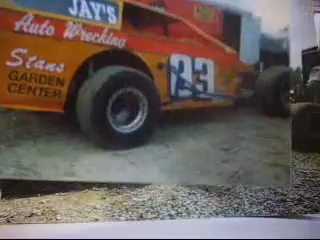 JAY'S
Auto Wrecking
Stans
GARDEN
CENTER
23